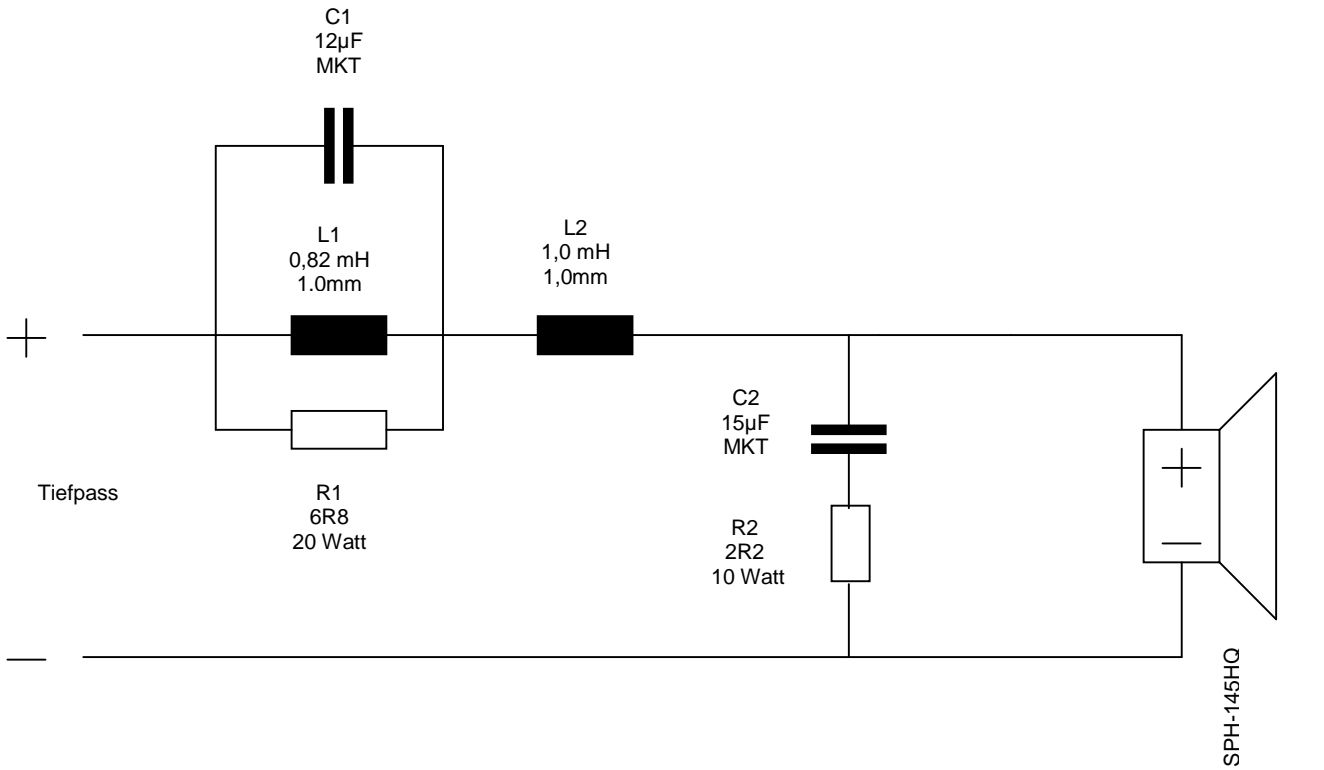 C1
12µF
MKT
L1
0,82 mH
1.0mm
L2
1,0 mH
1,0mm
+
C2
15µF
MKT
+
Tiefpass
R1
6R8
20 Watt
R2
2R2
10 Watt
—
—
SPH-145HQ